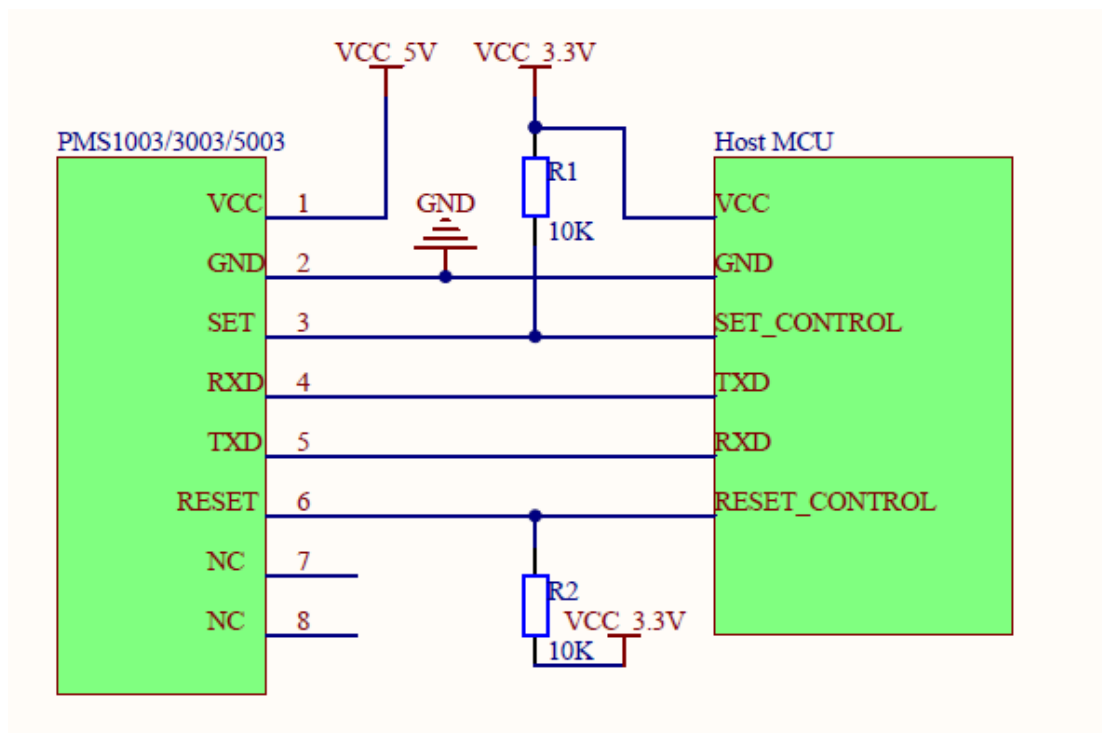 VCC_5V
VCC_3.3V
PMS1003/3003/5003
Host MCU
R1
VCC 1
GND
VCC
10K
GND 2
GND
SET 3
SET_CONTROL
RXD 4
TXD
TXD 5
RXD
RESET 6
RESET_CONTROL
NC 7
R2
NC 8
VCC_3.3V
10K